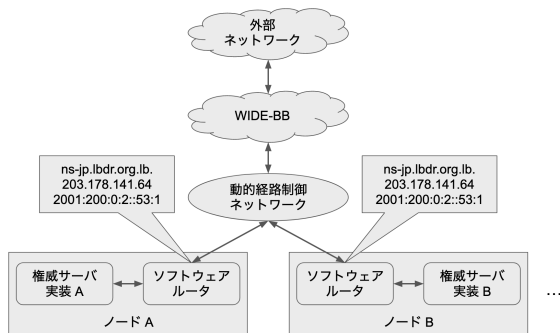 外部
ネットワーク
WIDE-BB
ns-jp.lbdr.org.lb.
203.178.141.64
2001:200:0:2::53:1
動的経路制御
ネットワーク
ns-jp.lbdr.org.lb.
203.178.141.64
2001:200:0:2::53:1
権威サーバ
実装 A
ソフトウェア
ルータ
ノード A
ソフトウェア
ルータ
権威サーバ
実装 B
ノード B
...